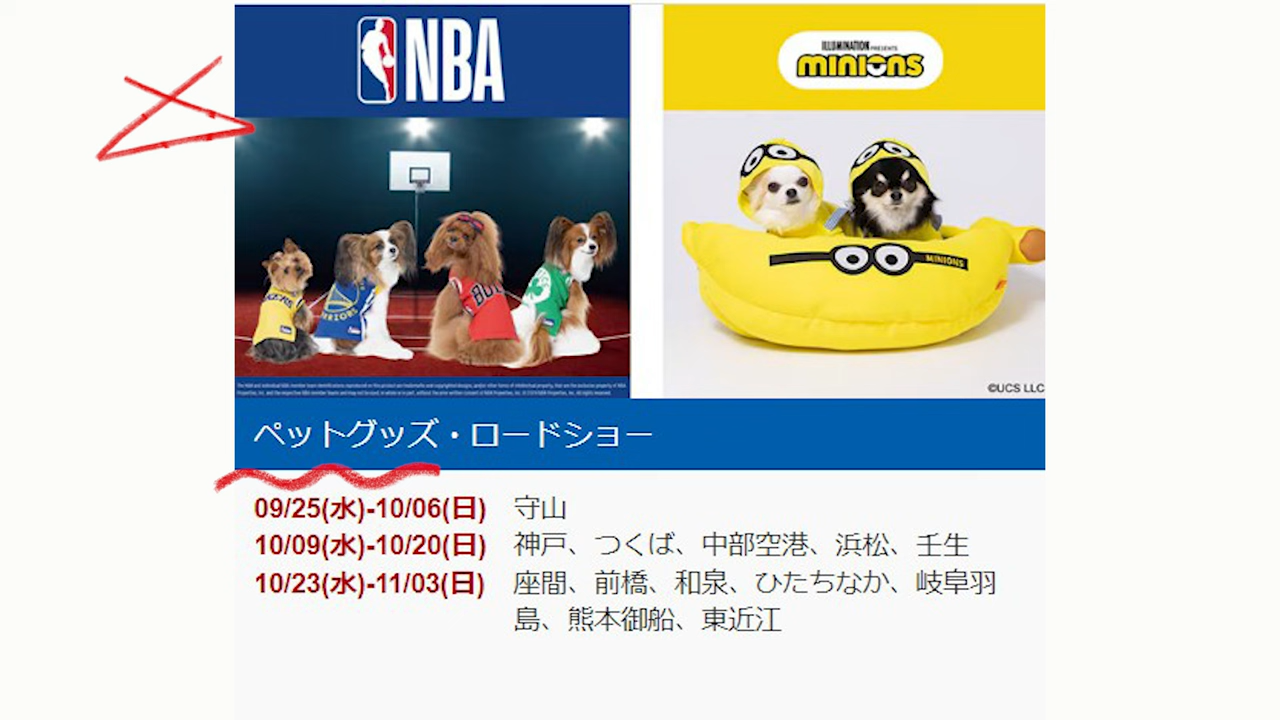 NBA
ILLUMINATION PRESENTS
MINIONS
MINIONS
BULL
©UCS LLC
ペットグッズ・ロードショー
09/25(水)-10/06(日) 守山
10/09(水)-10/20(日) 神戸、つくば、中部空港、浜松、壬生
10/23(水)-11/03(日) 座間、前橋、和泉、ひたちなか、岐阜羽
島、熊本御船、東近江